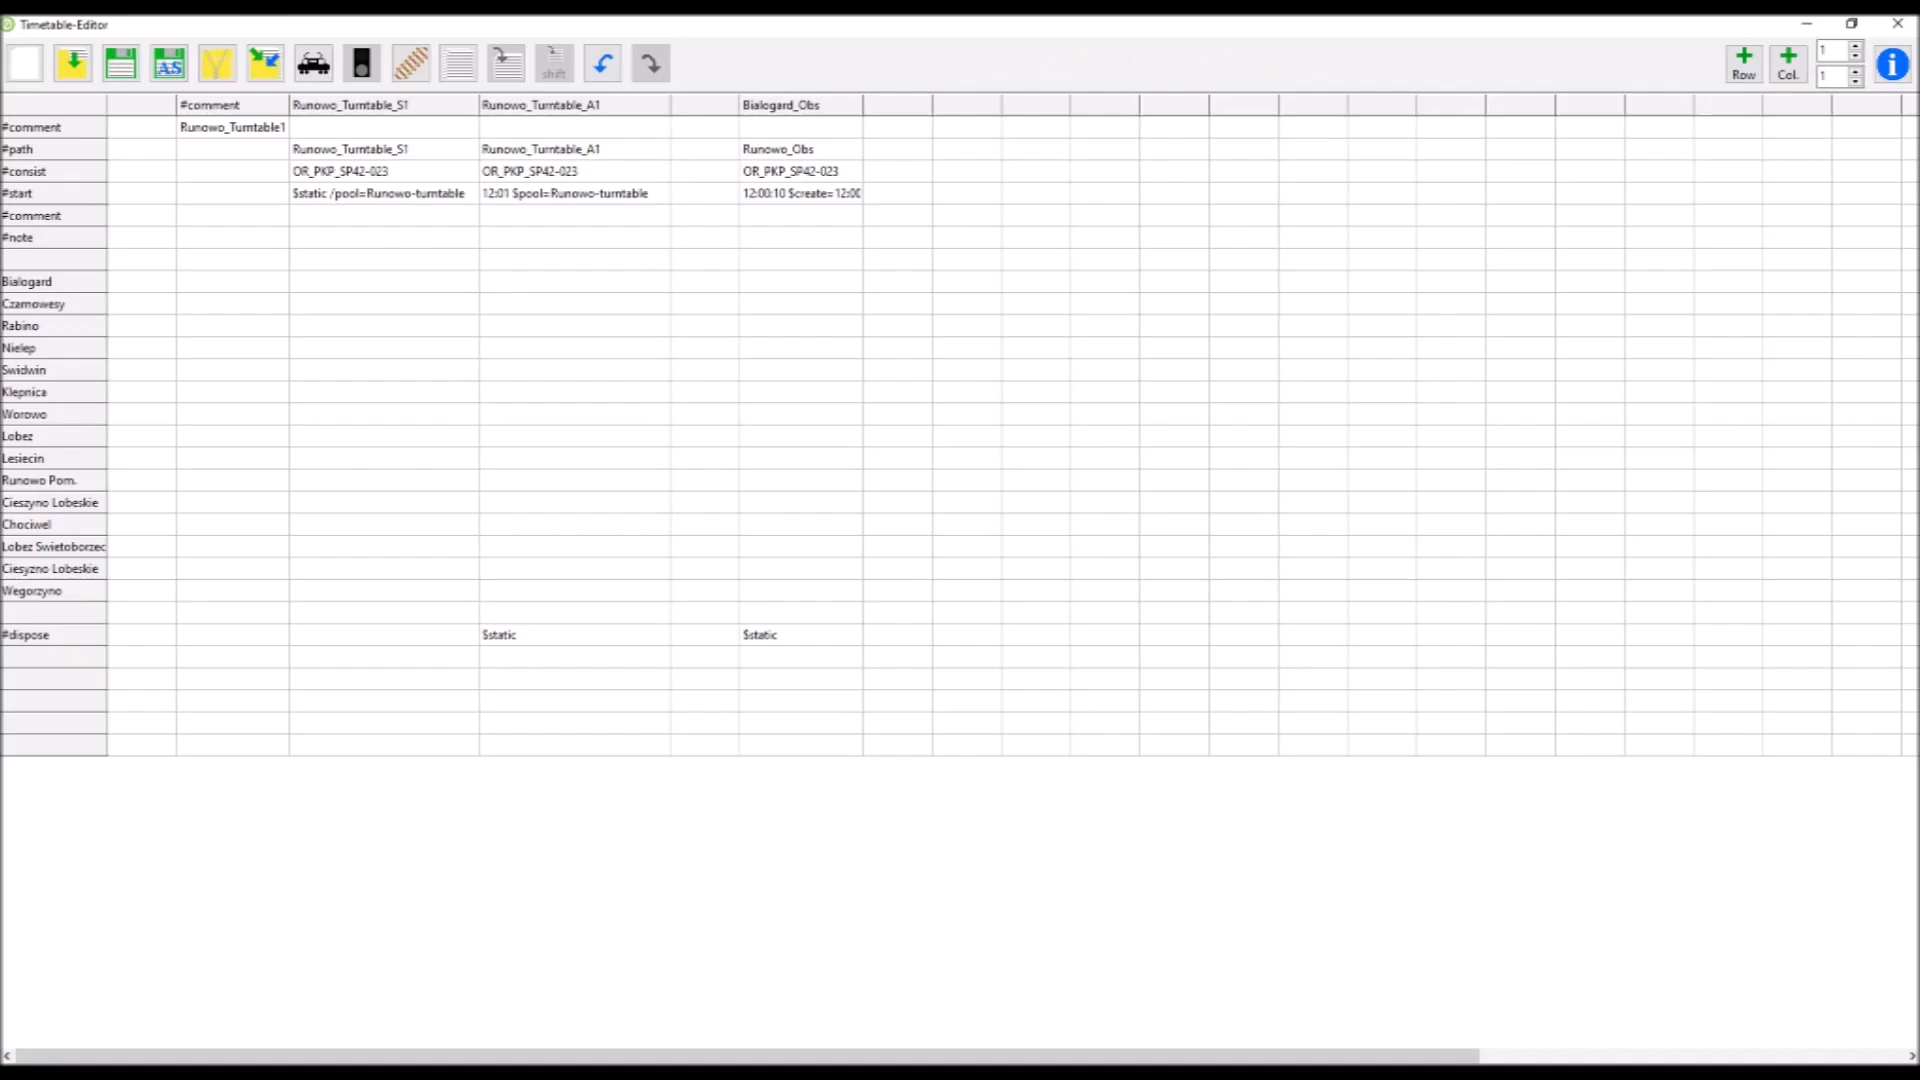 Timetable-Editor
AS
shift
Row
Col.
1
1
#comment Runowo_Turntable_S1 Runowo_Turntable_A1 Bialogard_Obs
#comment Runowo_Turntable1
#path Runowo_Turntable_S1 Runowo_Turntable_A1 Runowo_Obs
#consist OR_PKP_SP42-023 OR_PKP_SP42-023 OR_PKP_SP42-023
#start $static /pool=Runowo-turntable 12:01 $pool=Runowo-turntable 12:00:10 $create=12:00
#comment
#note
Bialogard
Czarnowesy
Rabino
Nielep
Swidwin
Klepnica
Worowo
Lobez
Lesiecin
Runowo Pom.
Cieszyno Lobeskie
Chociwel
Lobez Swietoborzec
Ciesyzno Lobeskie
Wegorzyno
#dispose $static $static